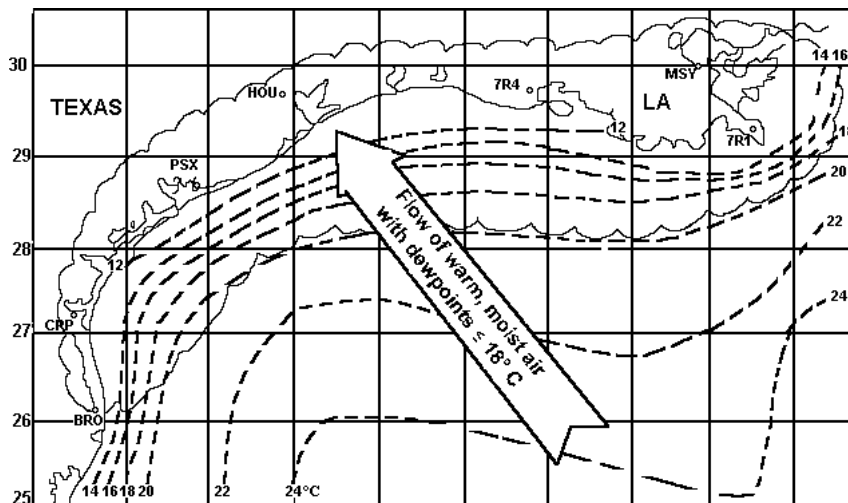 14 16
30
MSY
7R4
HOU
TEXAS
LA
12
7R1
18
29
PSX
20
Flow of warm, moist air
with dewpoints ≤ 18° C
28
12
22
24
27
CRP
26
BRO
25
14 16 18 20 22 24°C